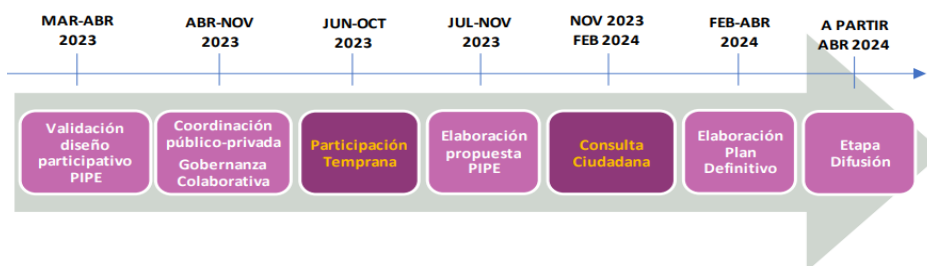 MAR-ABR
2023
ABR-NOV
2023
JUN-OCT
2023
JUL-NOV
2023
NOV 2023
FEB 2024
FEB-ABR
2024
A PARTIR
ABR 2024
Validación
diseño
participativo
PIPE
Coordinación
público-privada
Gobernanza
Colaborativa
Participación
Temprana
Elaboración
propuesta
PIPE
Consulta
Ciudadana
Elaboración
Plan
Definitivo
Etapa
Difusión